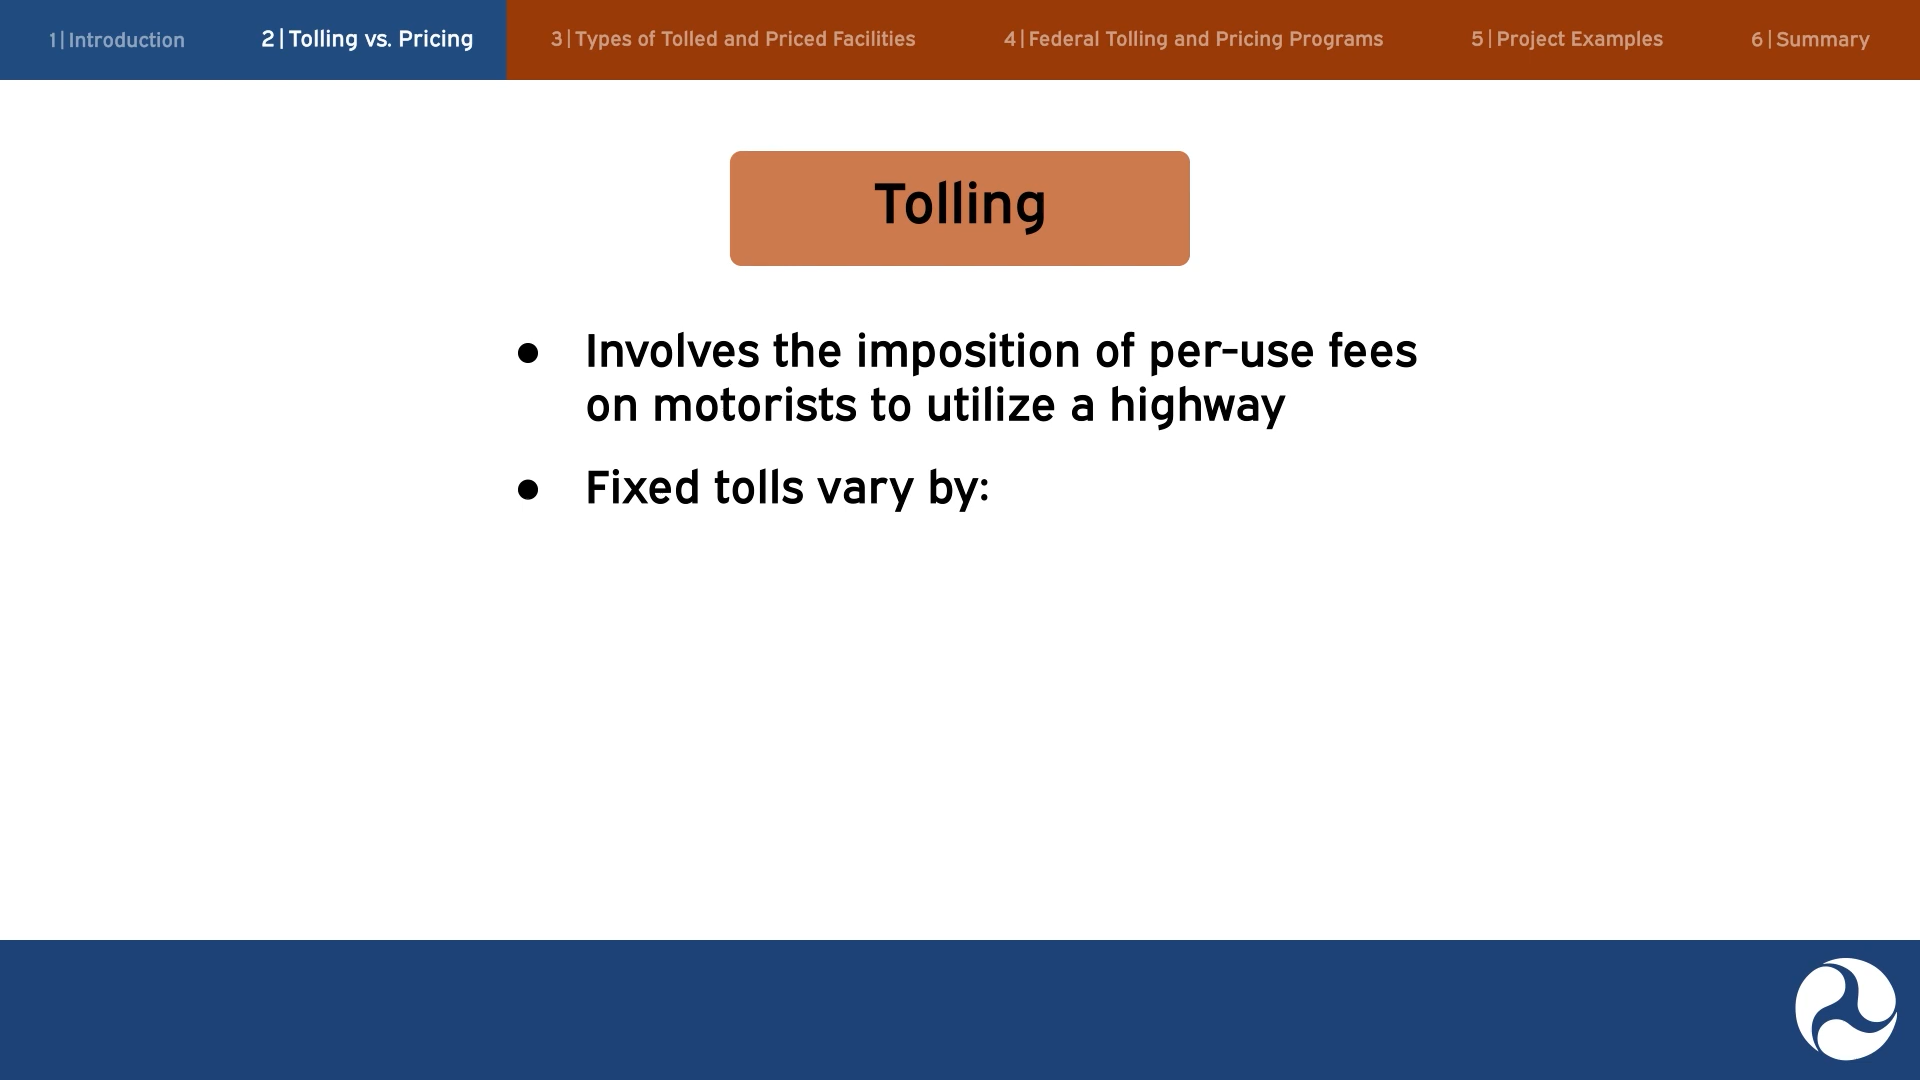 1|Introduction
2|Tolling vs. Pricing
3|Types of Tolled and Priced Facilities
4|Federal Tolling and Pricing Programs
5|Project Examples
6|Summary
Tolling
● Involves the imposition of per-use fees
on motorists to utilize a highway
● Fixed tolls vary by: